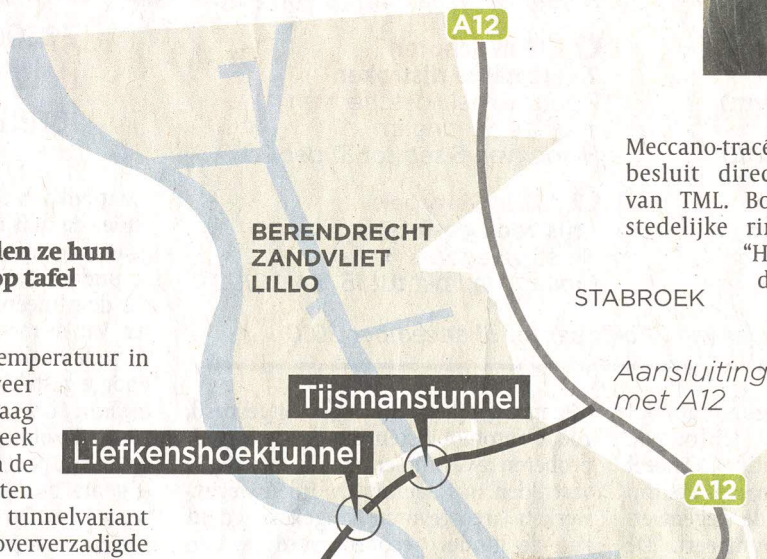 A12
Meccano-tracé
besluit direc
van TML. Bo
stedelijke rin
"H
d
BERENDRECHT
ZANDVLIET
LILLO
len ze hun
op tafel
STABROEK
emperatuur in
veer
aag
eek
de
ten
tunnelvariant
oververzadigde
Aansluiting
met A12
Tijsmanstunnel
Liefkenshoektunnel
A12